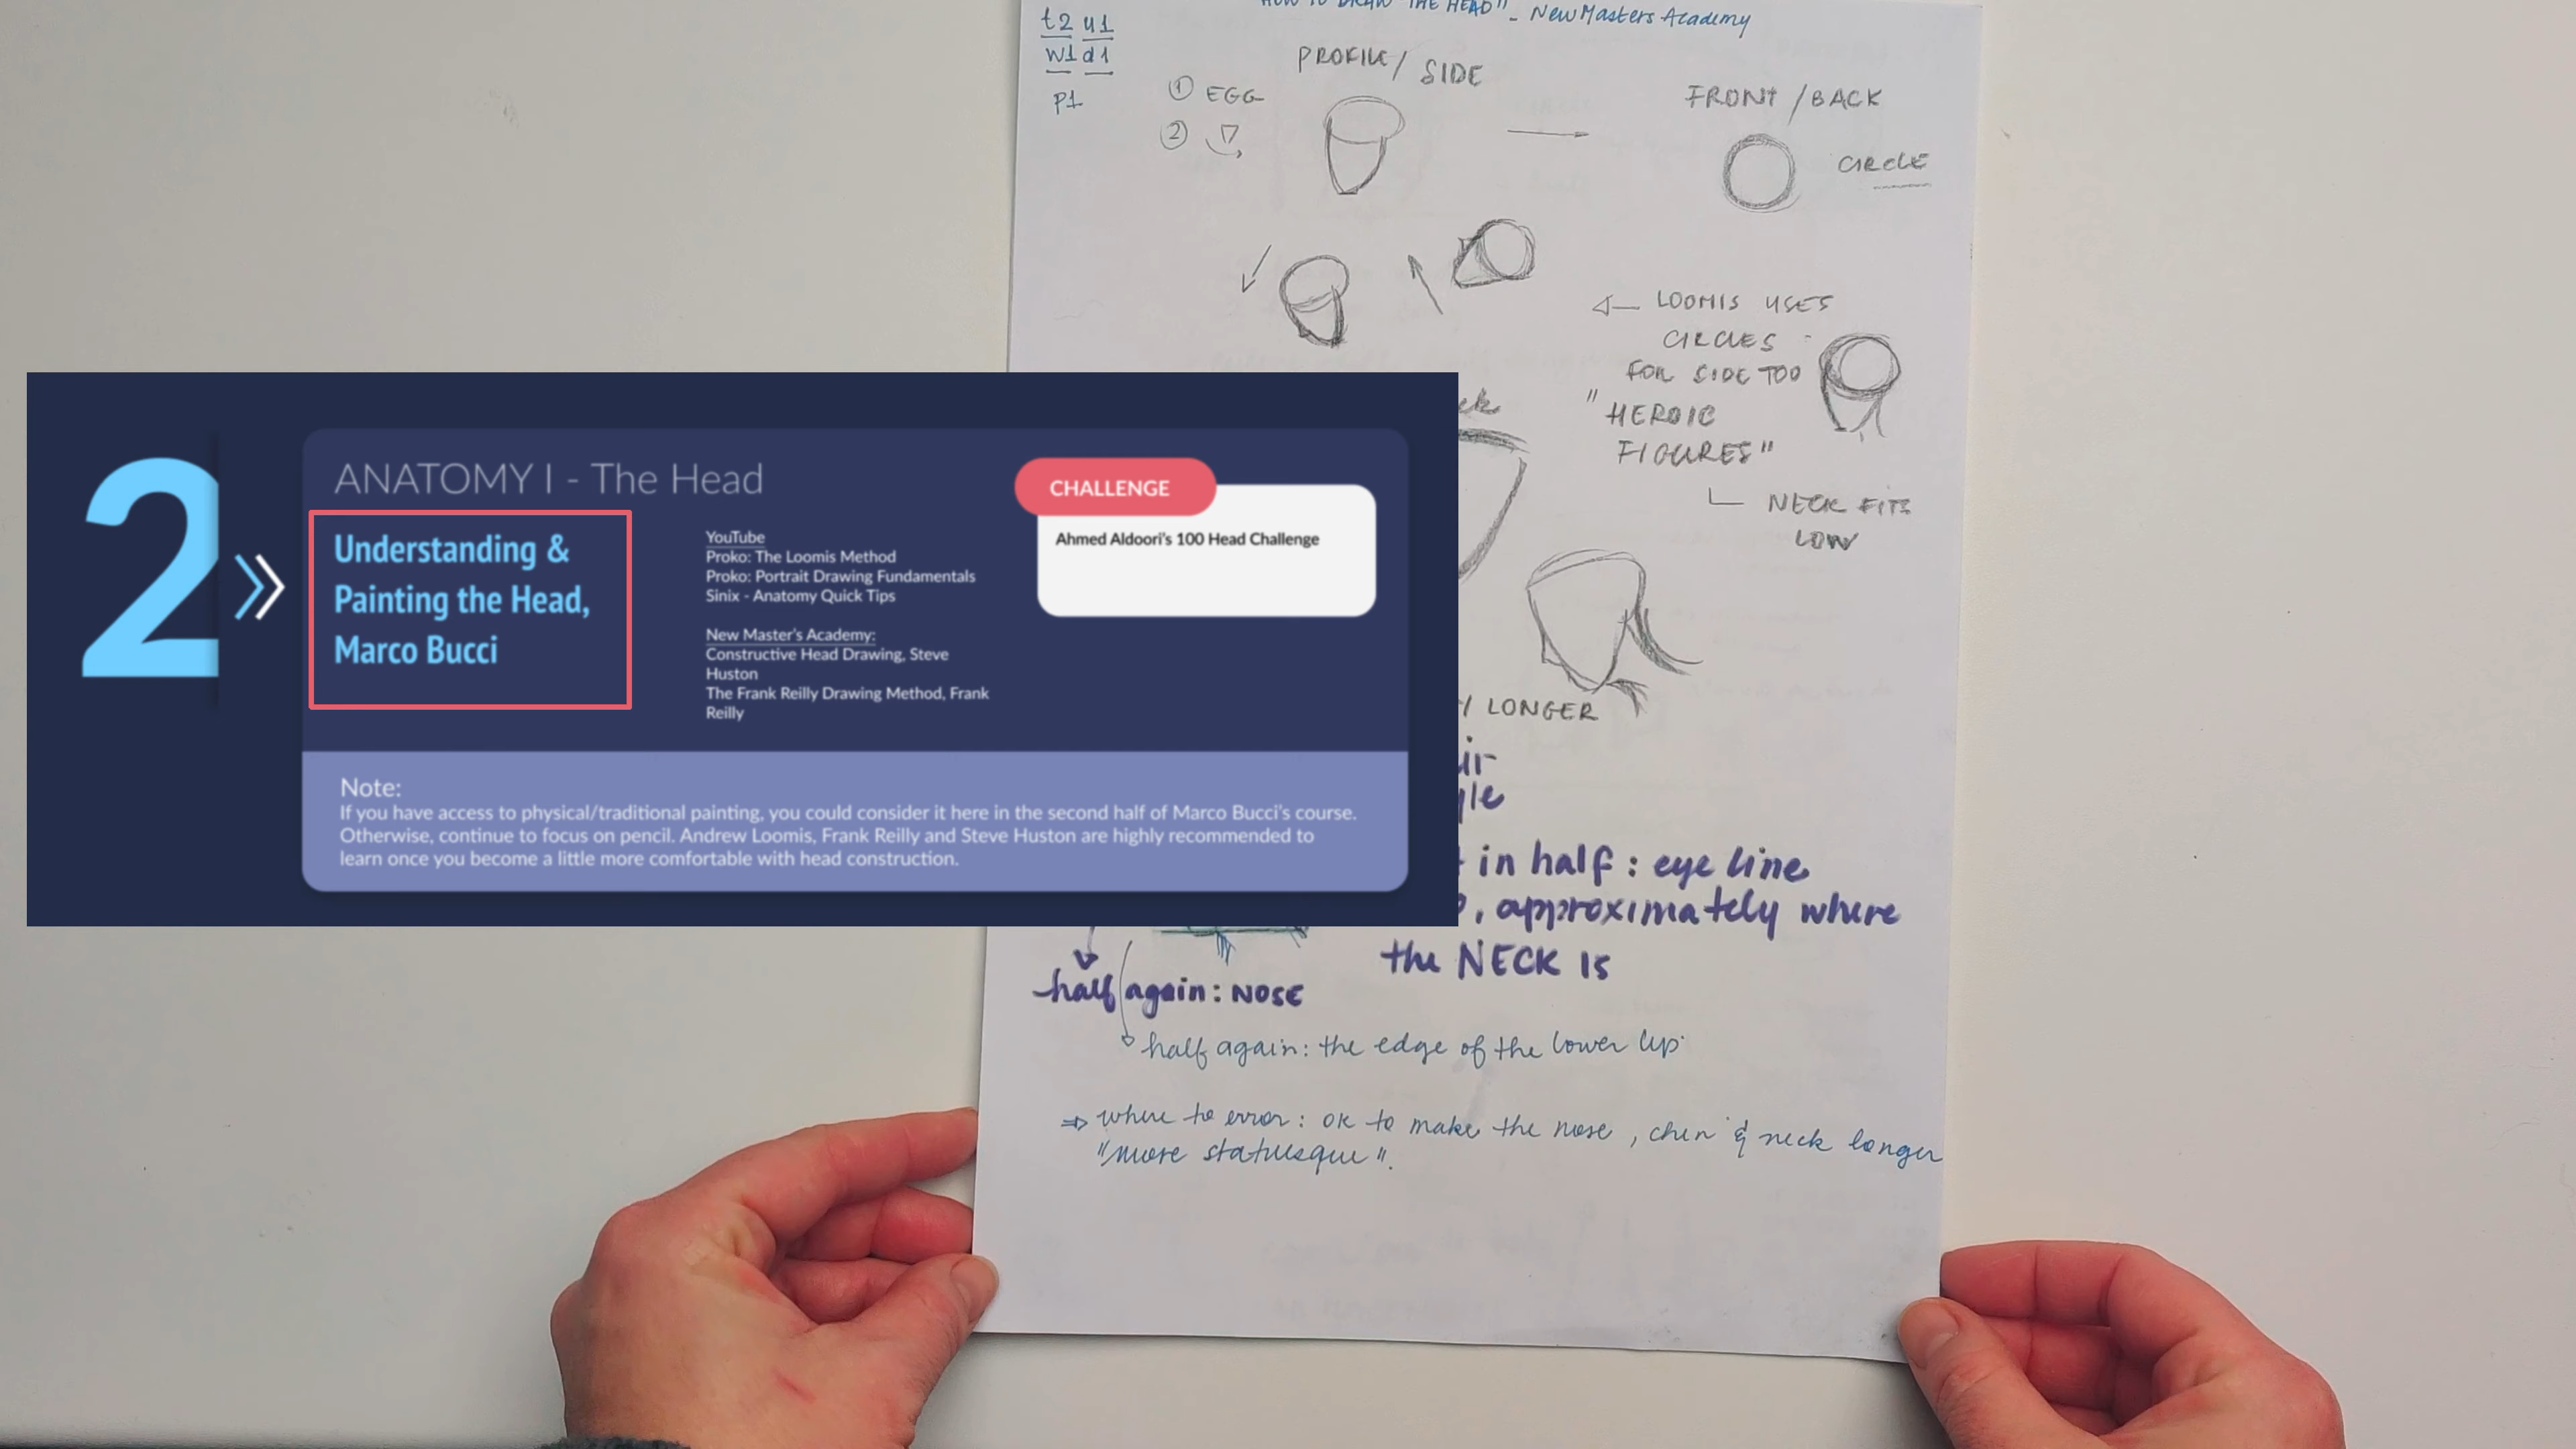 HOW TO DRAW "THE HEAD" - New Masters Academy
t2 u1
w1 d1
p1
PROFILE / SIDE
① EGG
②
FRONT / BACK
CIRCLE
LOOMIS USES
CIRCLES
FOR SIDE TOO
"HEROIC
FIGURES"
NECK FITS
LOW
2
ANATOMY I - The Head
Understanding &
Painting the Head,
Marco Bucci
YouTube
Proko: The Loomis Method
Proko: Portrait Drawing Fundamentals
Sinix - Anatomy Quick Tips
New Master's Academy:
Constructive Head Drawing, Steve
Huston
The Frank Reilly Drawing Method, Frank
Reilly
CHALLENGE
Ahmed Aldoori's 100 Head Challenge
Note:
If you have access to physical/traditional painting, you could consider it here in the second half of Marco Bucci's course.
Otherwise, continue to focus on pencil. Andrew Loomis, Frank Reilly and Steve Huston are highly recommended to
learn once you become a little more comfortable with head construction.
/ LONGER
in half : eye line
, approximately where
the NECK IS
half again : NOSE
half again : the edge of the lower lip.
⇒ where to error : OK to make the nose, chin & neck longer
"more statuesque".